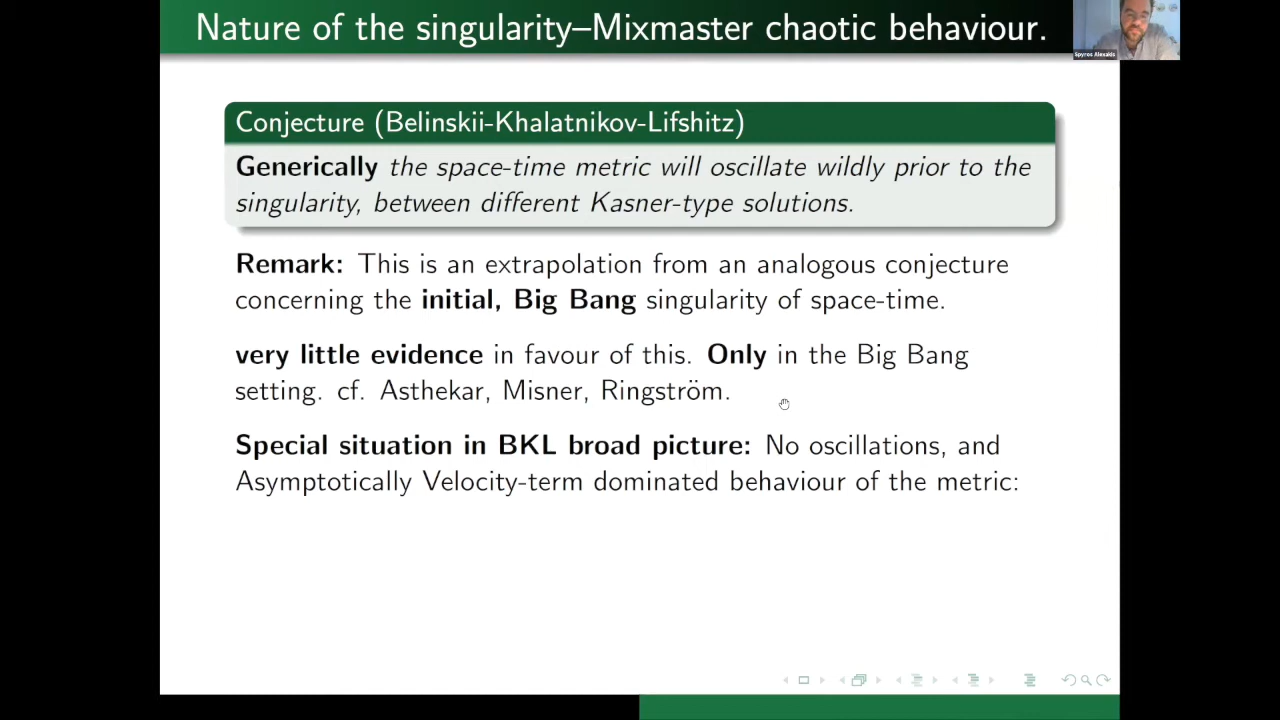 Nature of the singularity–Mixmaster chaotic behaviour.
Spyros Alexakis
Conjecture (Belinskii-Khalatnikov-Lifshitz)
Generically the space-time metric will oscillate wildly prior to the
singularity, between different Kasner-type solutions.
Remark: This is an extrapolation from an analogous conjecture
concerning the initial, Big Bang singularity of space-time.
very little evidence in favour of this. Only in the Big Bang
setting. cf. Asthekar, Misner, Ringström.
Special situation in BKL broad picture: No oscillations, and
Asymptotically Velocity-term dominated behaviour of the metric: